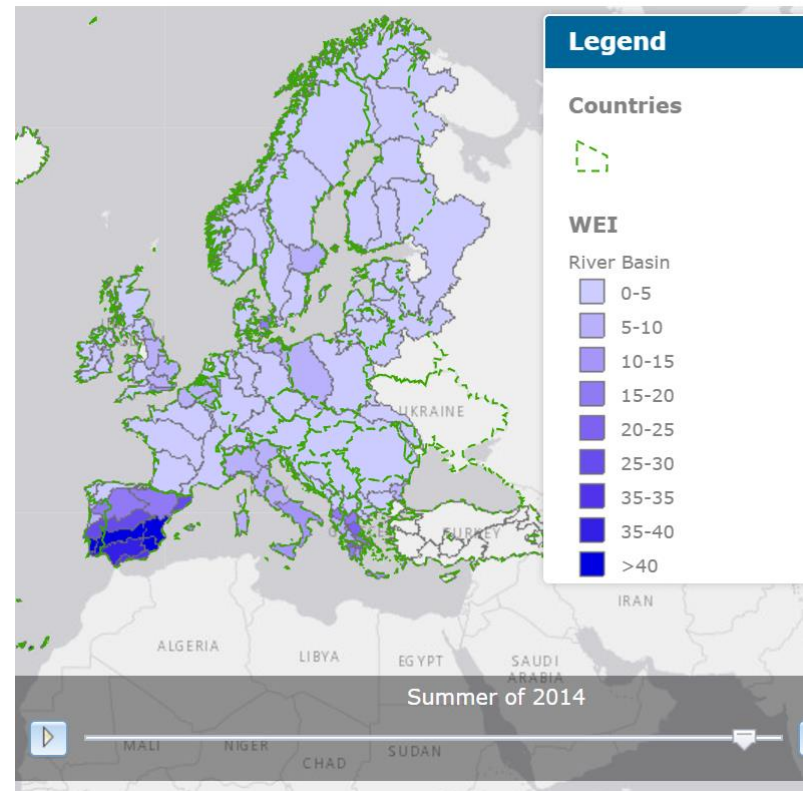 Legend
Countries
WEI
River Basin
0-5
5-10
10-15
15-20
20-25
25-30
35-35
35-40
>40
UKRAINE
TURKEY
IRAN
ALGERIA
LIBYA
EGYPT
SAUDI
ARABIA
Summer of 2014
MALI
NIGER
CHAD
SUDAN